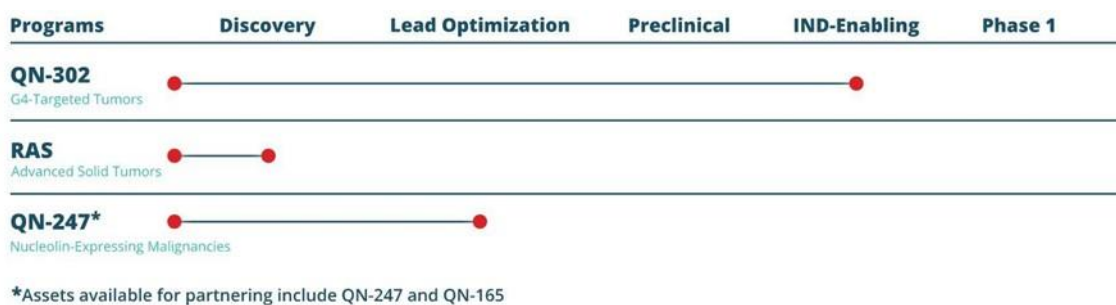 Programs Discovery Lead Optimization Preclinical IND-Enabling Phase 1
QN-302
G4-Targeted Tumors
RAS
Advanced Solid Tumors
QN-247*
Nucleolin-Expressing Malignancies
*Assets available for partnering include QN-247 and QN-165